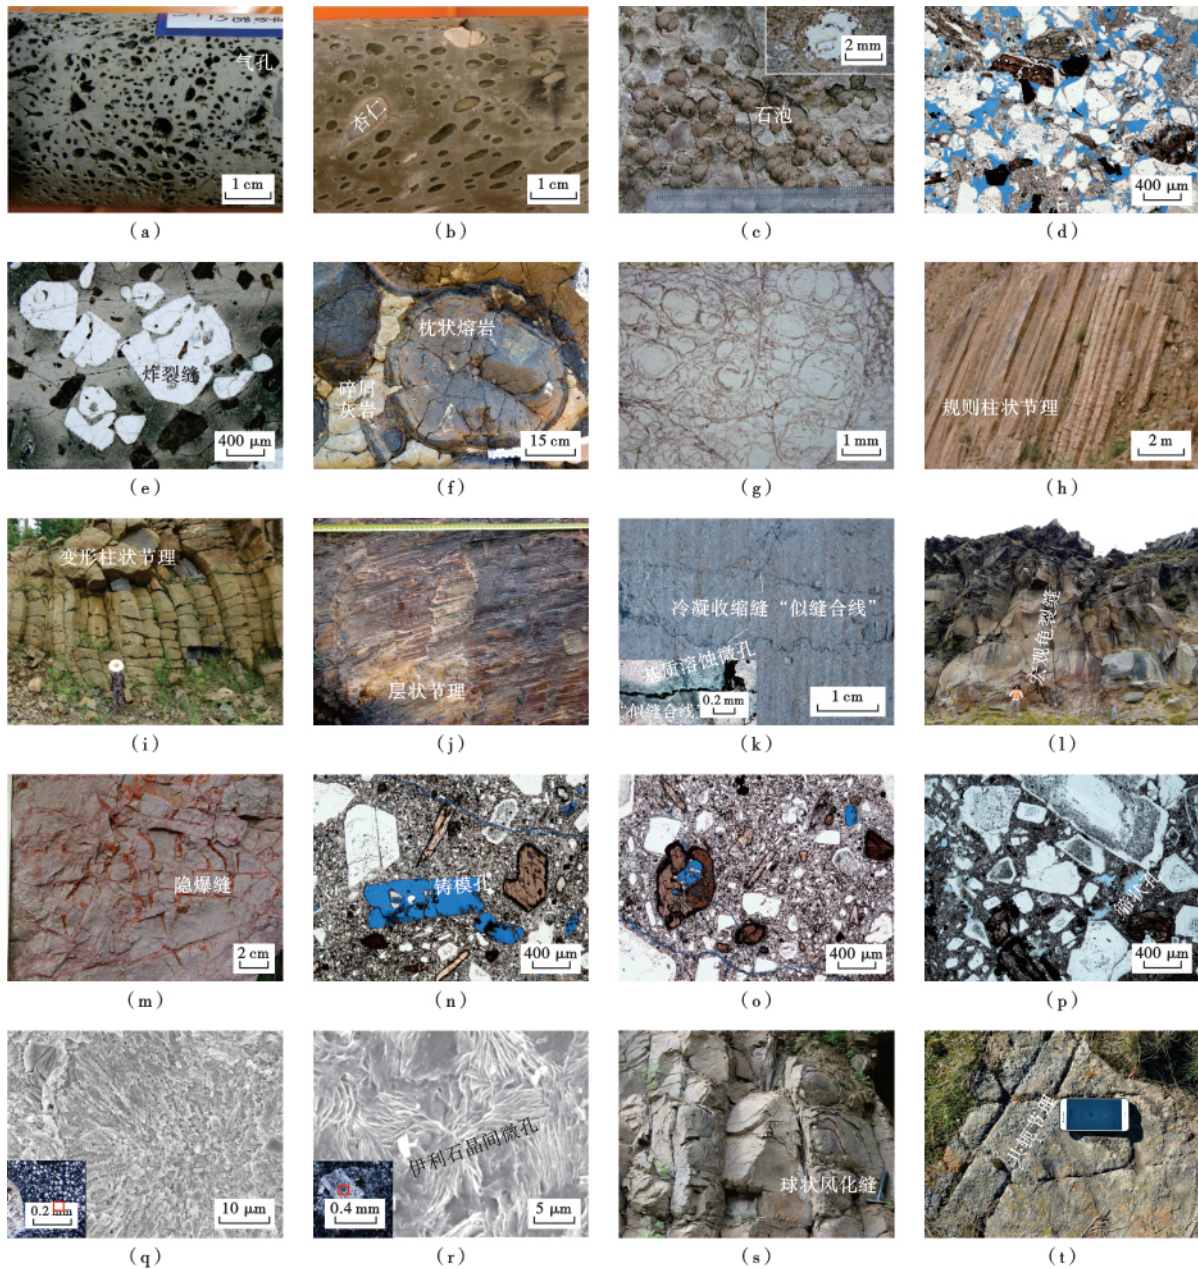 气孔
1 cm
杏仁
1 cm
2 mm
石泡
400 μm
(a)
(b)
(c)
(d)
炸裂缝
400 μm
枕状熔岩
碎屑
灰岩
15 cm
1 mm
规则柱状节理
2 m
(e)
(f)
(g)
(h)
变形柱状节理
层状节理
冷凝收缩缝“似缝合线”
基质溶蚀微孔
0.2 mm
“似缝合线”
1 cm
宏观龟裂缝
(i)
(j)
(k)
(l)
隐爆缝
2 cm
铸模孔
400 μm
400 μm
筛状孔
400 μm
(m)
(n)
(o)
(p)
0.2 mm
10 μm
伊利石晶间微孔
0.4 mm
5 μm
球状风化缝
共轭节理
(q)
(r)
(s)
(t)